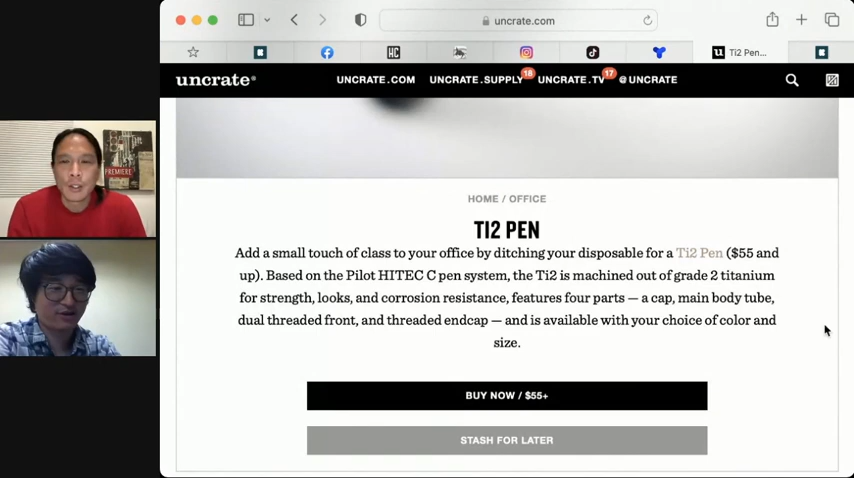 uncrate.com
Ti2 Pen...
uncrate®
UNCRATE.COM
UNCRATE.SUPPLY 18
UNCRATE.TV 17
@UNCRATE
PREMIERE
HOME / OFFICE
TI2 PEN
Add a small touch of class to your office by ditching your disposable for a Ti2 Pen ($55 and
up). Based on the Pilot HITEC C pen system, the Ti2 is machined out of grade 2 titanium
for strength, looks, and corrosion resistance, features four parts — a cap, main body tube,
dual threaded front, and threaded endcap — and is available with your choice of color and
size.
BUY NOW / $55+
STASH FOR LATER